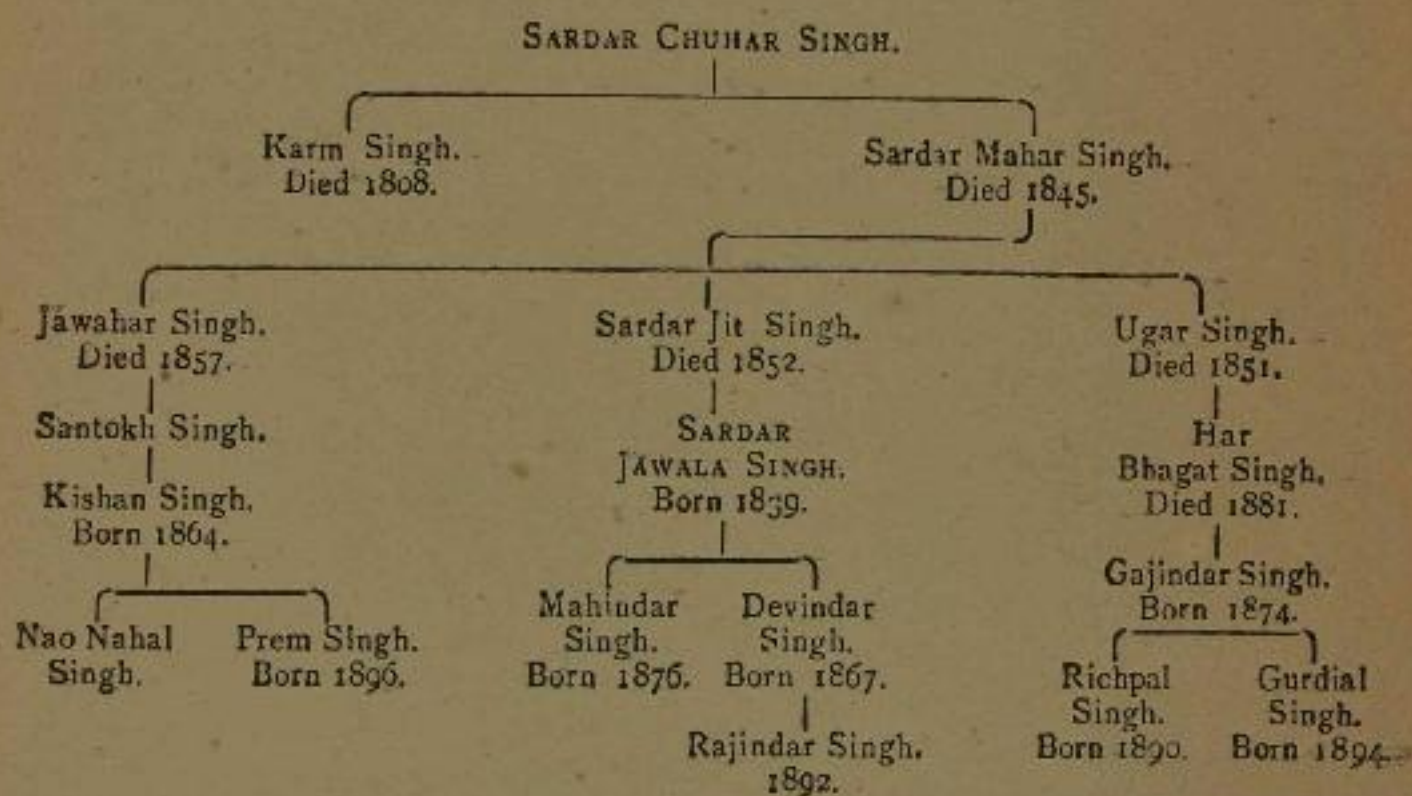 SARDAR CHUHAR SINGH.
Karm Singh.
Died 1808.
Sardar Mahar Singh.
Died 1845.
Jáwahar Singh.
Died 1857.
Sardar Jit Singh.
Died 1852.
Ugar Singh.
Died 1851.
Santokh Singh.
SARDAR
JÁWALA SINGH.
Born 1839.
Har
Bhagat Singh.
Died 1881.
Kishan Singh.
Born 1864.
Gajindar Singh.
Born 1874.
Nao Nahal
Singh.
Prem Singh.
Born 1896.
Mahindar
Singh.
Born 1876.
Devindar
Singh.
Born 1867.
Richpal
Singh.
Born 1890.
Gurdial
Singh.
Born 1894.
Rajindar Singh.
1892.